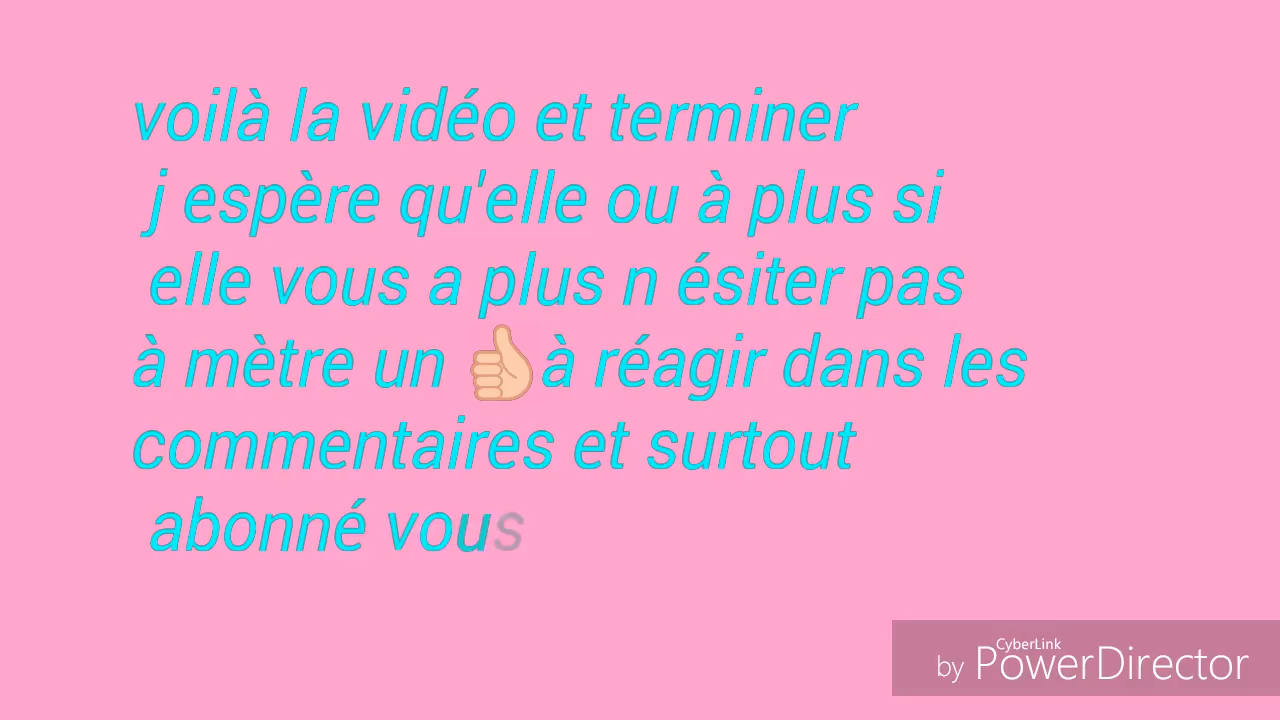 voilà la vidéo et terminer
j espère qu'elle ou à plus si
elle vous a plus n ésiter pas
à mètre un 👍🏻à réagir dans les
commentaires et surtout
abonné vous
CyberLink
by PowerDirector